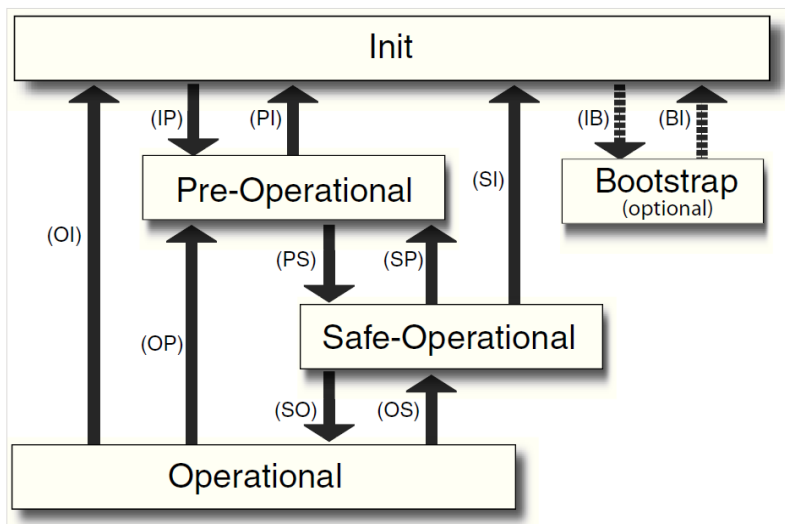 Init
(IP)
(PI)
(IB)
(BI)
Pre-Operational
(SI)
Bootstrap
(optional)
(OI)
(PS)
(SP)
(OP)
Safe-Operational
(SO)
(OS)
Operational